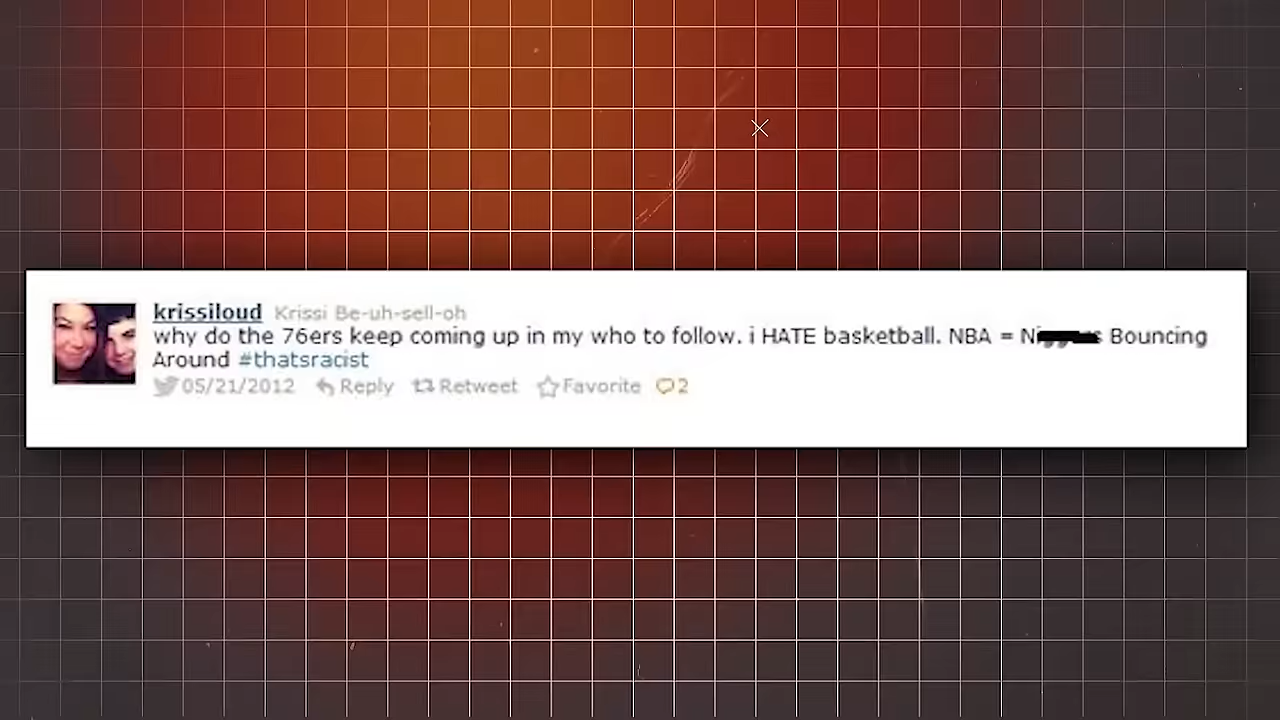 krissiloud Krissi Be-uh-sell-oh
why do the 76ers keep coming up in my who to follow. i HATE basketball. NBA = Bouncing
Around #thatsracist
05/21/2012 Reply Retweet Favorite 2